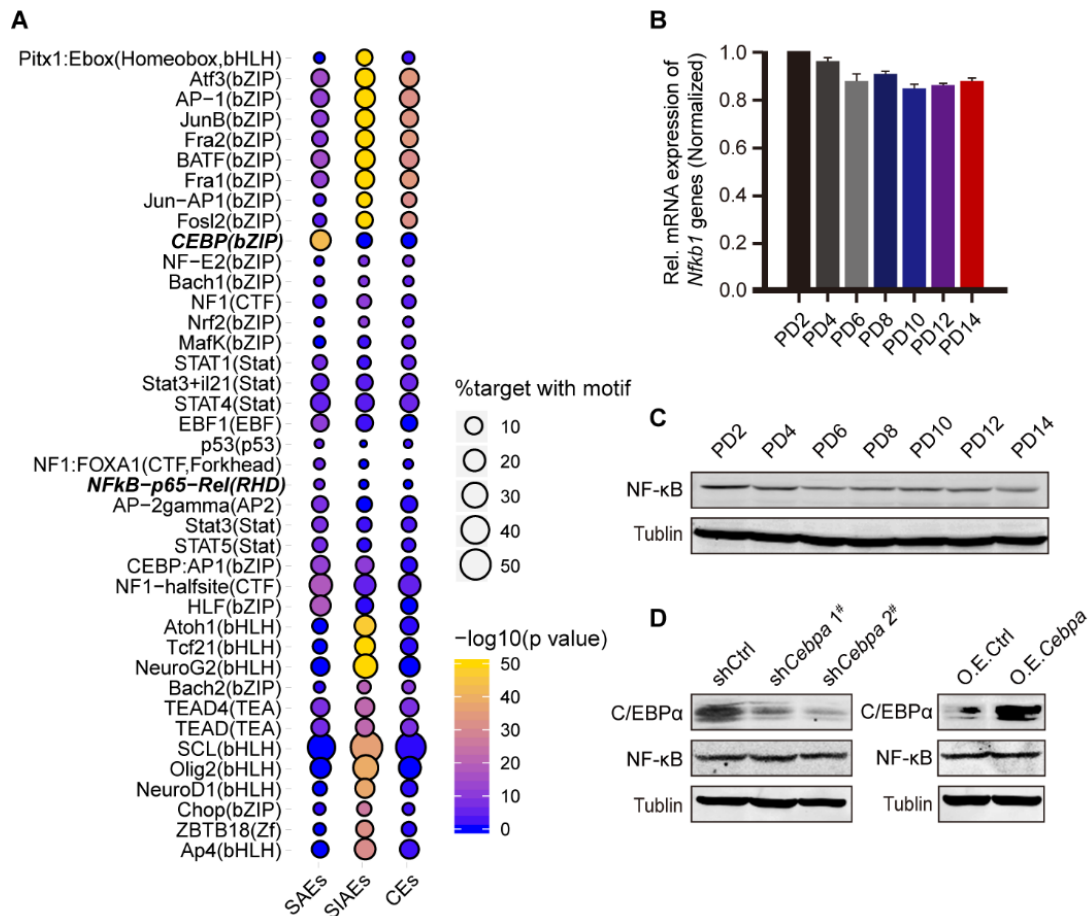 A
Pitx1:Ebox(Homeobox,bHLH)
Atf3(bZIP)
AP−1(bZIP)
JunB(bZIP)
Fra2(bZIP)
BATF(bZIP)
Fra1(bZIP)
Jun−AP1(bZIP)
Fosl2(bZIP)
CEBP(bZIP)
NF−E2(bZIP)
Bach1(bZIP)
NF1(CTF)
Nrf2(bZIP)
MafK(bZIP)
STAT1(Stat)
Stat3+il21(Stat)
STAT4(Stat)
EBF1(EBF)
p53(p53)
NF1:FOXA1(CTF,Forkhead)
NFkB−p65−Rel(RHD)
AP−2gamma(AP2)
Stat3(Stat)
STAT5(Stat)
CEBP:AP1(bZIP)
NF1−halfsite(CTF)
HLF(bZIP)
Atoh1(bHLH)
Tcf21(bHLH)
NeuroG2(bHLH)
Bach2(bZIP)
TEAD4(TEA)
TEAD(TEA)
SCL(bHLH)
Olig2(bHLH)
NeuroD1(bHLH)
Chop(bZIP)
ZBTB18(Zf)
Ap4(bHLH)
SAEs
SIAEs
CEs
%target with motif
10
20
30
40
50
−log10(p value)
50
40
30
20
10
0
B
Rel. mRNA expression of
Nfkb1 genes (Normalized)
1.0
0.8
0.6
0.4
0.2
0.0
PD2
PD4
PD6
PD8
PD10
PD12
PD14
C
PD2
PD4
PD6
PD8
PD10
PD12
PD14
NF-κB
Tublin
D
shCtrl
shCebpa 1#
shCebpa 2#
C/EBPα
NF-κB
Tublin
O.E.Ctrl
O.E.Cebpa
C/EBPα
NF-κB
Tublin